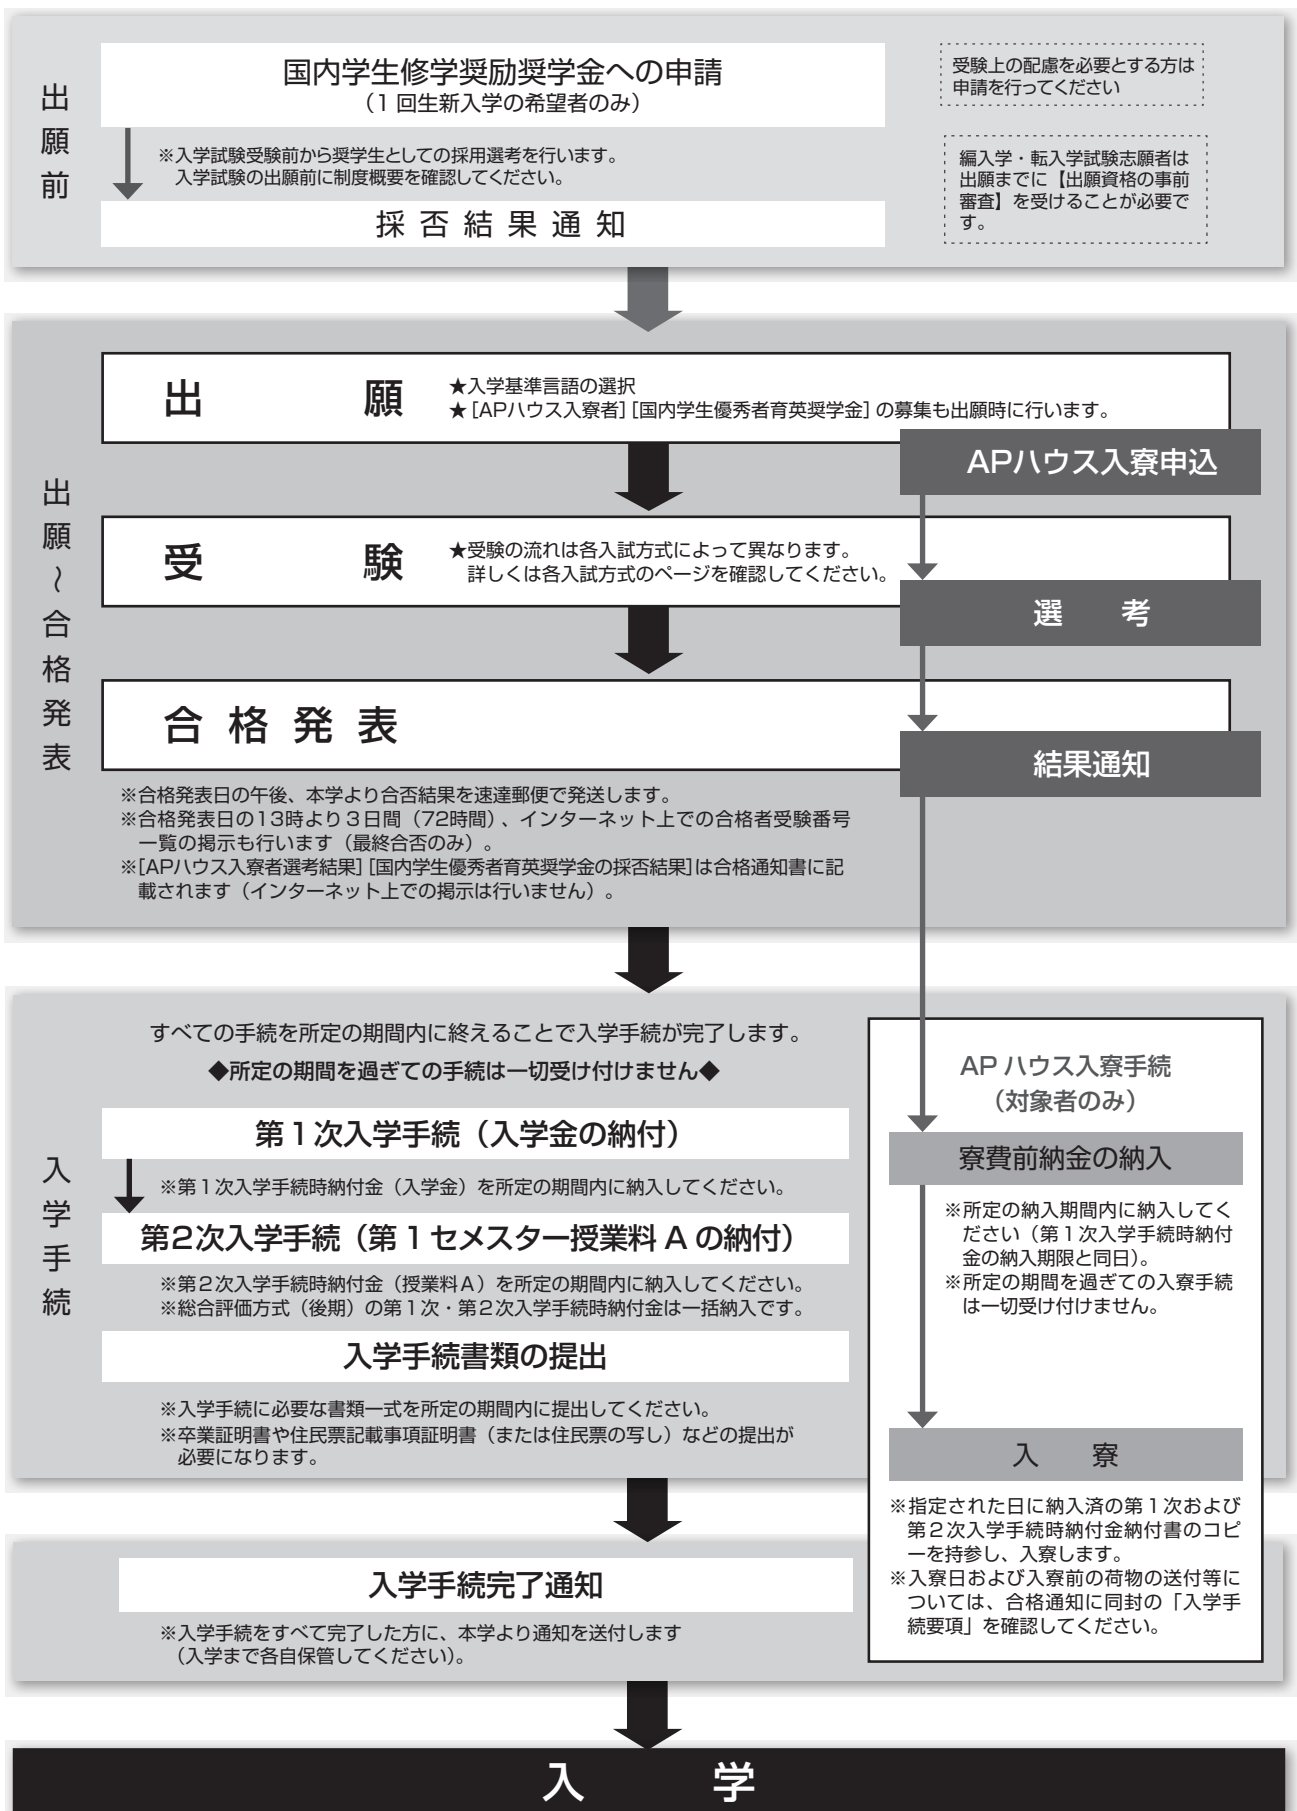 出願前
国内学生修学奨励奨学金への申請
(1回生新入学の希望者のみ)
※入学試験受験前から奨学生としての採用選考を行います。
入学試験の出願前に制度概要を確認してください。
採否結果通知
受験上の配慮を必要とする方は
申請を行ってください
編入学・転入学試験志願者は
出願までに【出願資格の事前
審査】を受けることが必要で
す。
出願~合格発表
出願
★入学基準言語の選択
★[APハウス入寮者][国内学生優秀者育英奨学金]の募集も出願時に行います。
APハウス入寮申込
受験
★受験の流れは各入試方式によって異なります。
詳しくは各入試方式のページを確認してください。
選考
合格発表
結果通知
※合格発表日の午後、本学より合否結果を速達郵便で発送します。
※合格発表日の13時より3日間(72時間)、インターネット上での合格者受験番号
一覧の掲示も行います(最終合否のみ)。
※[APハウス入寮者選考結果][国内学生優秀者育英奨学金の採否結果]は合格通知書に記
載されます(インターネット上での掲示は行いません)。
入学手続
すべての手続を所定の期間内に終えることで入学手続が完了します。
◆所定の期間を過ぎての手続は一切受け付けません◆
第1次入学手続(入学金の納付)
※第1次入学手続時納付金(入学金)を所定の期間内に納入してください。
第2次入学手続(第1セメスター授業料Aの納付)
※第2次入学手続時納付金(授業料A)を所定の期間内に納入してください。
※総合評価方式(後期)の第1次・第2次入学手続時納付金は一括納入です。
入学手続書類の提出
※入学手続に必要な書類一式を所定の期間内に提出してください。
※卒業証明書や住民票記載事項証明書(または住民票の写し)などの提出が
必要になります。
APハウス入寮手続
(対象者のみ)
寮費前納金の納入
※所定の納入期間内に納入してく
ださい(第1次入学手続時納付
金の納入期限と同日)。
※所定の期間を過ぎての入寮手続
は一切受け付けません。
入寮
※指定された日に納入済の第1次および
第2次入学手続時納付金納付書のコピ
ーを持参し、入寮します。
※入寮日および入寮前の荷物の送付等に
ついては、合格通知に同封の「入学手
続要項」を確認してください。
入学手続完了通知
※入学手続をすべて完了した方に、本学より通知を送付します
(入学まで各自保管してください)。
入学